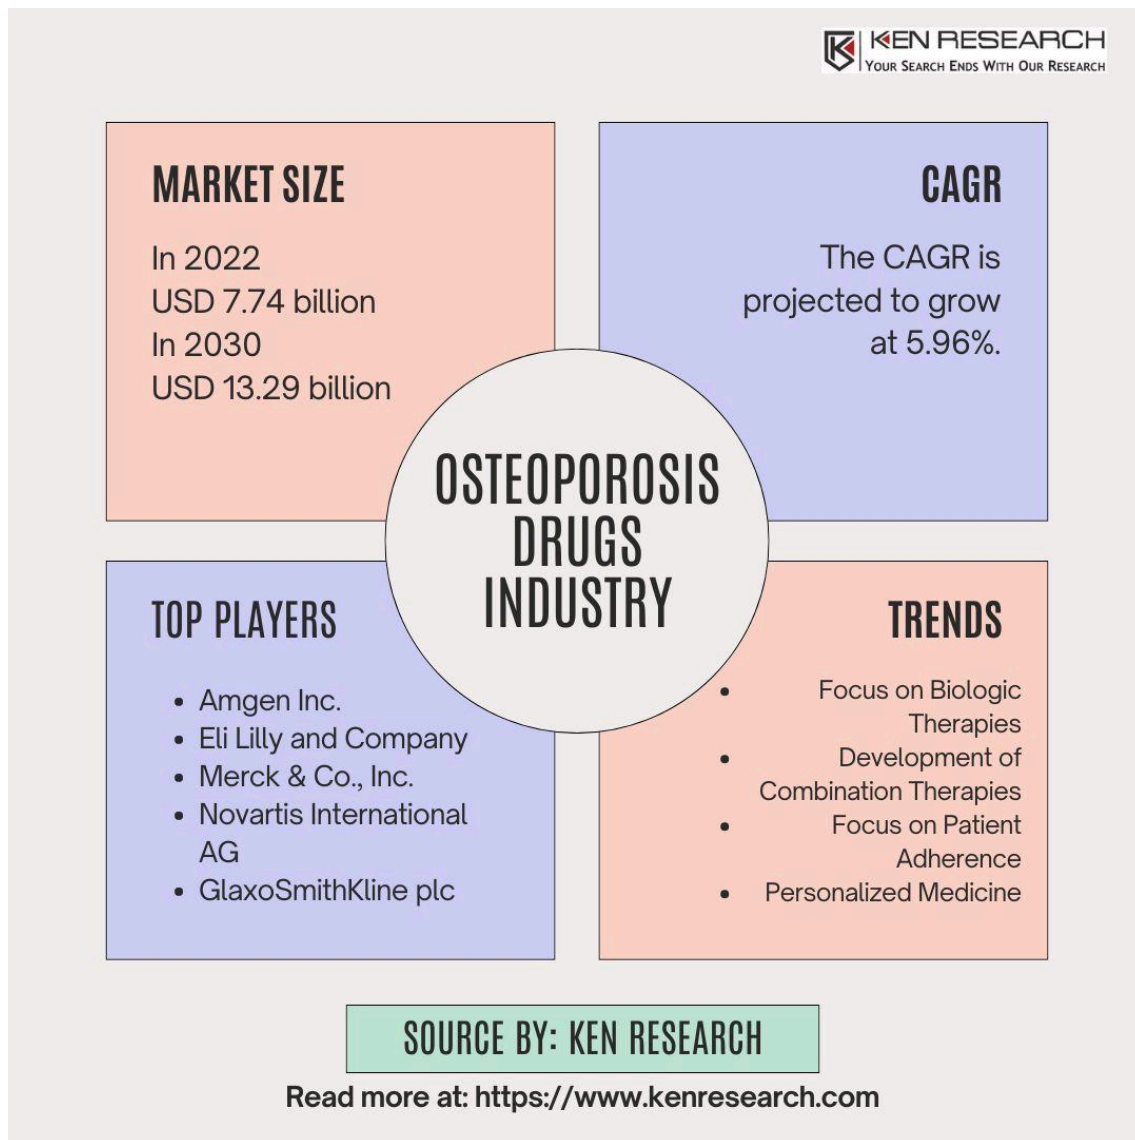 KEN RESEARCH
YOUR SEARCH ENDS WITH OUR RESEARCH
MARKET SIZE
In 2022
USD 7.74 billion
In 2030
USD 13.29 billion
CAGR
The CAGR is
projected to grow
at 5.96%.
OSTEOPOROSIS
DRUGS
INDUSTRY
TOP PLAYERS
• Amgen Inc.
• Eli Lilly and Company
• Merck & Co., Inc.
• Novartis International
AG
• GlaxoSmithKline plc
TRENDS
• Focus on Biologic
Therapies
• Development of
Combination Therapies
• Focus on Patient
Adherence
• Personalized Medicine
SOURCE BY: KEN RESEARCH
Read more at: https://www.kenresearch.com